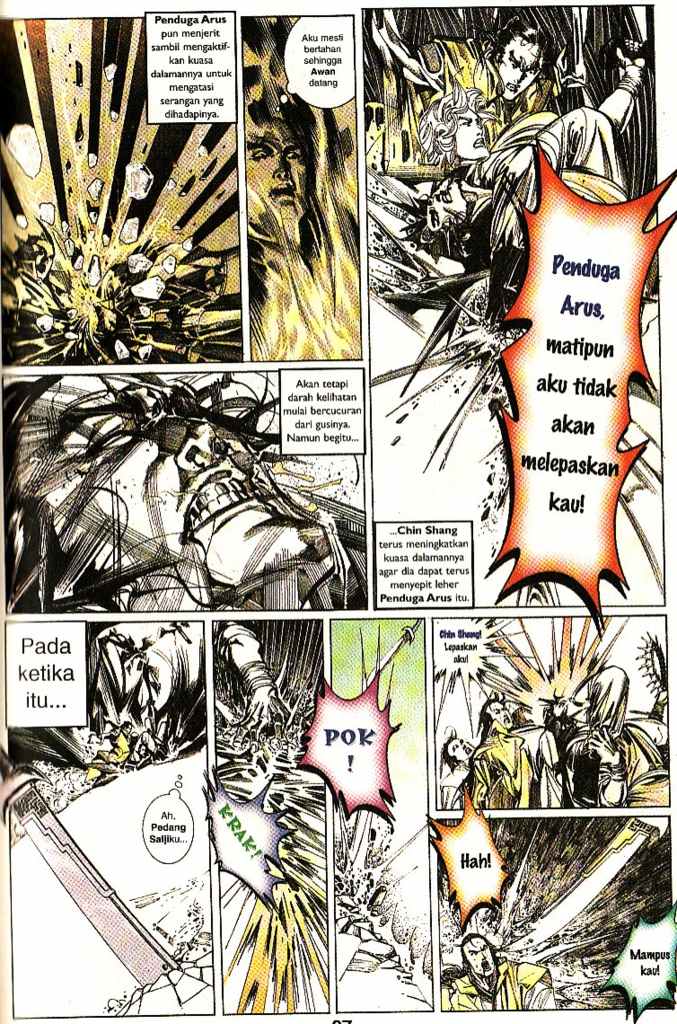 Penduga Arus
pun menjerit
sambil mengaktif-
kan kuasa
dalamannya untuk
mengatasi
serangan yang
dihadapinya.
Aku mesti
bertahan
sehingga
Awan
datang
Penduga
Arus,
matipun
aku tidak
akan
melepaskan
kau!
Akan tetapi
darah kelihatan
mulai bercucuran
dari gusinya.
Namun begitu...
...Chin Shang
terus meningkatkan
kuasa dalamannya
agar dia dapat terus
menyepit leher
Penduga Arus itu.
Pada
ketika
itu...
Ah,
Pedang
Saljiku...
KRAK!
POK
!
Chin Shang!
Lepaskan
aku!
Hah!
Mampus
kau!